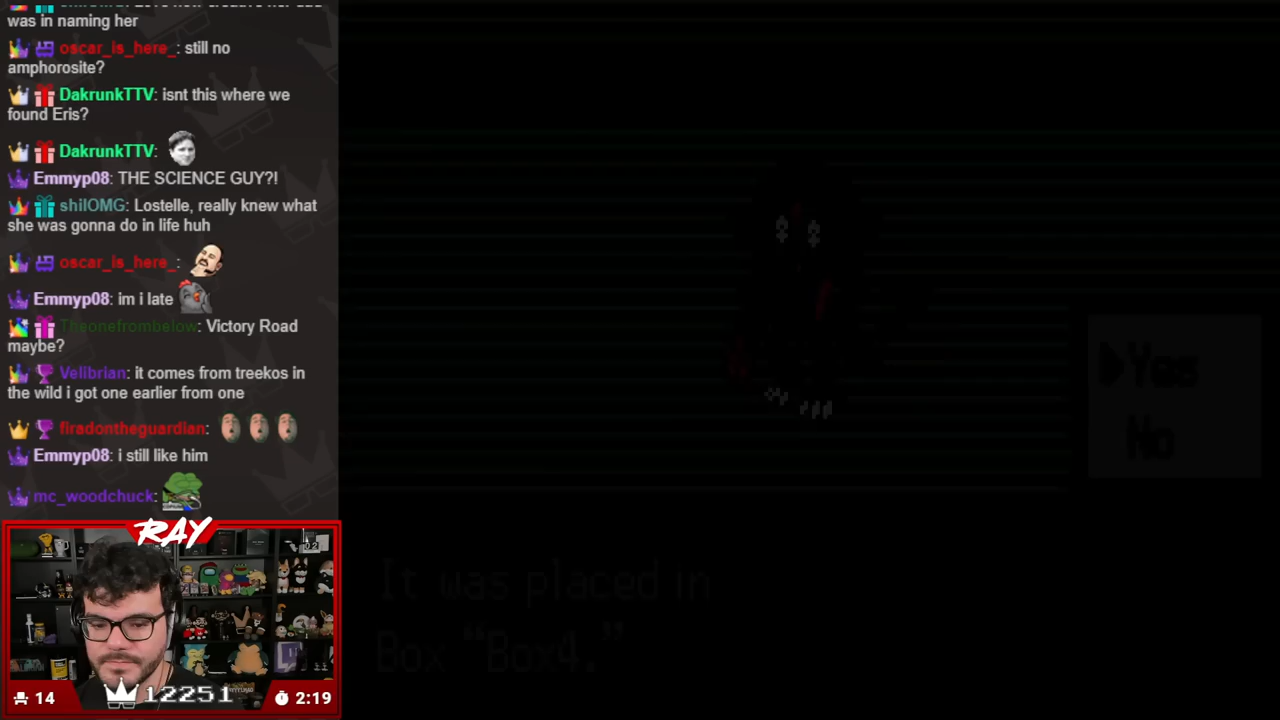 was in naming her
oscar_is_here_: still no
amphorosite?
DakrunkTTV: isnt this where we
found Eris?
DakrunkTTV:
Emmyp08: THE SCIENCE GUY?!
shilOMG: Lostelle, really knew what
she was gonna do in life huh
oscar_is_here_:
Emmyp08: im i late
Theonefrombelow: Victory Road
maybe?
Velibrian: it comes from treekos in
the wild i got one earlier from one
firadontheguardian:
Emmyp08: i still like him
mc_woodchuck:
RAY
14
12251
2:19
Yes
No
It was placed in
Box “Box4.”